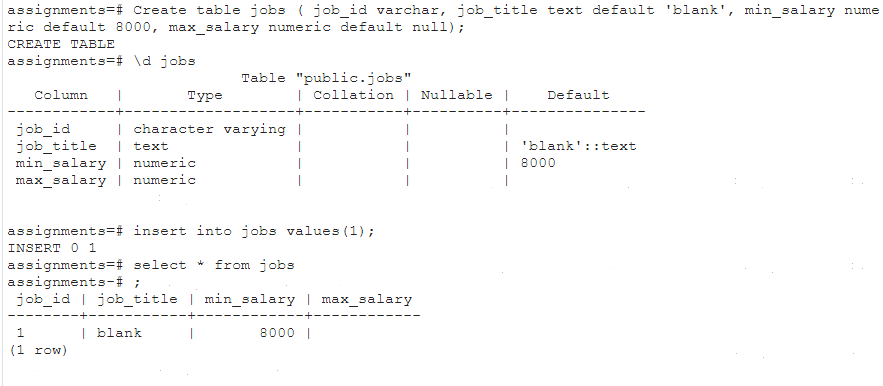 assignments=# Create table jobs ( job_id varchar, job_title text default 'blank', min_salary nume
ric default 8000, max_salary numeric default null);
CREATE TABLE
assignments=# \d jobs
Table "public.jobs"
Column | Type | Collation | Nullable | Default
------------+-------------------+-----------+----------+---------------
job_id | character varying | | |
job_title | text | | | 'blank'::text
min_salary | numeric | | | 8000
max_salary | numeric | | |
assignments=# insert into jobs values(1);
INSERT 0 1
assignments=# select * from jobs
assignments-# ;
job_id | job_title | min_salary | max_salary
--------+-----------+------------+------------
1 | blank | 8000 |
(1 row)